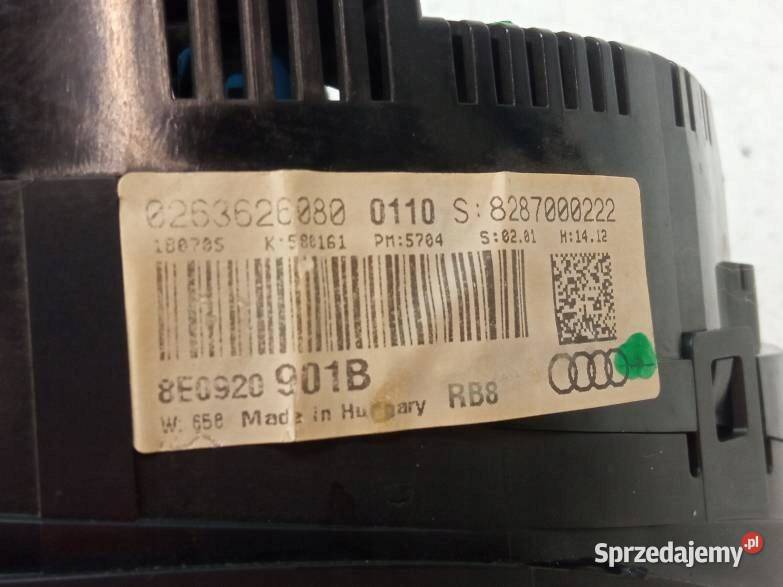 0263626080 0110 S:8287000222
180705 K:580161 PM:5704 S:02.01 H:14.12
8E0920 901B
W: 658 Made in Hungary RB8
Sprzedajemy.pl